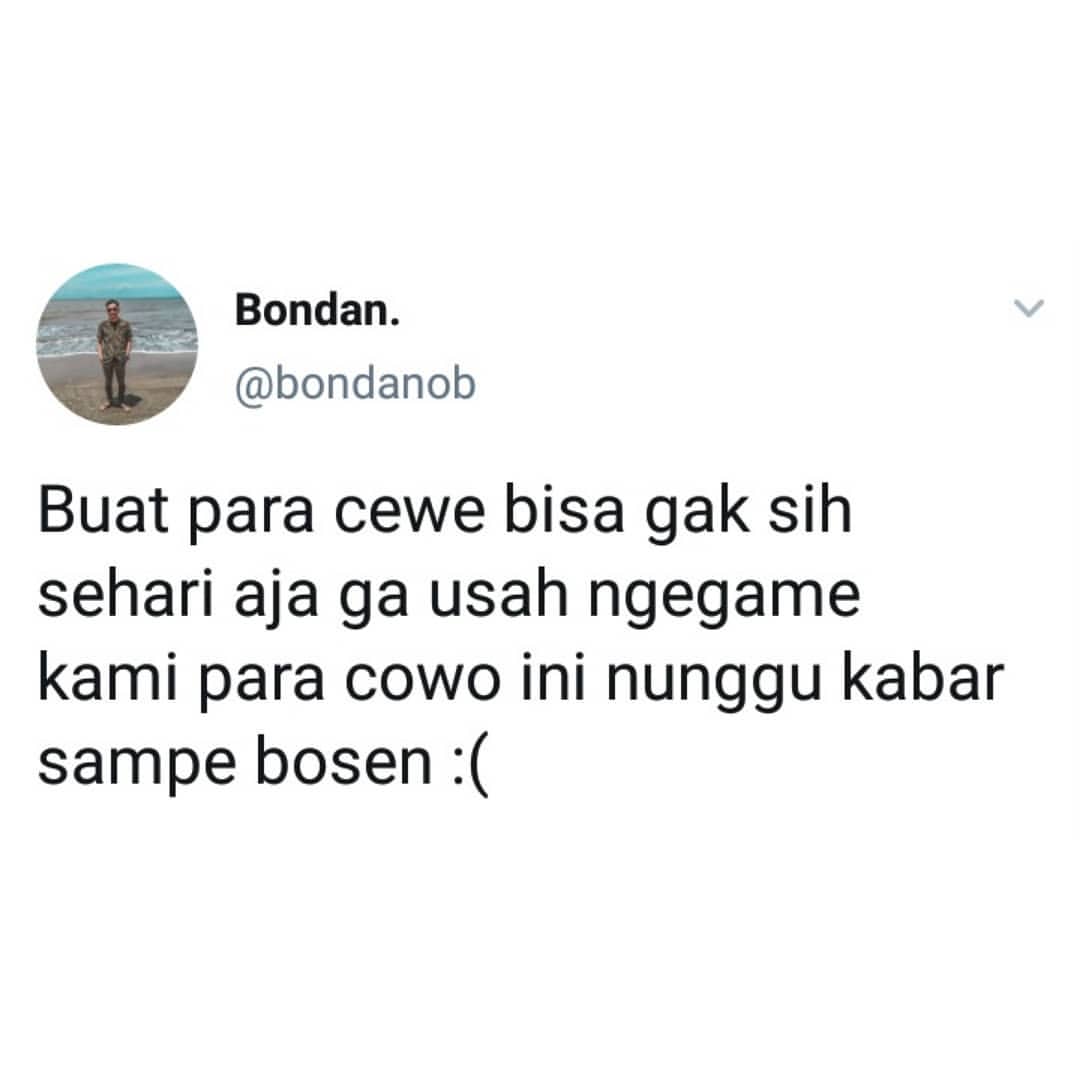 Bondan.
@bondanob
Buat para cewe bisa gak sih
sehari aja ga usah ngegame
kami para cowo ini nunggu kabar
sampe bosen :(